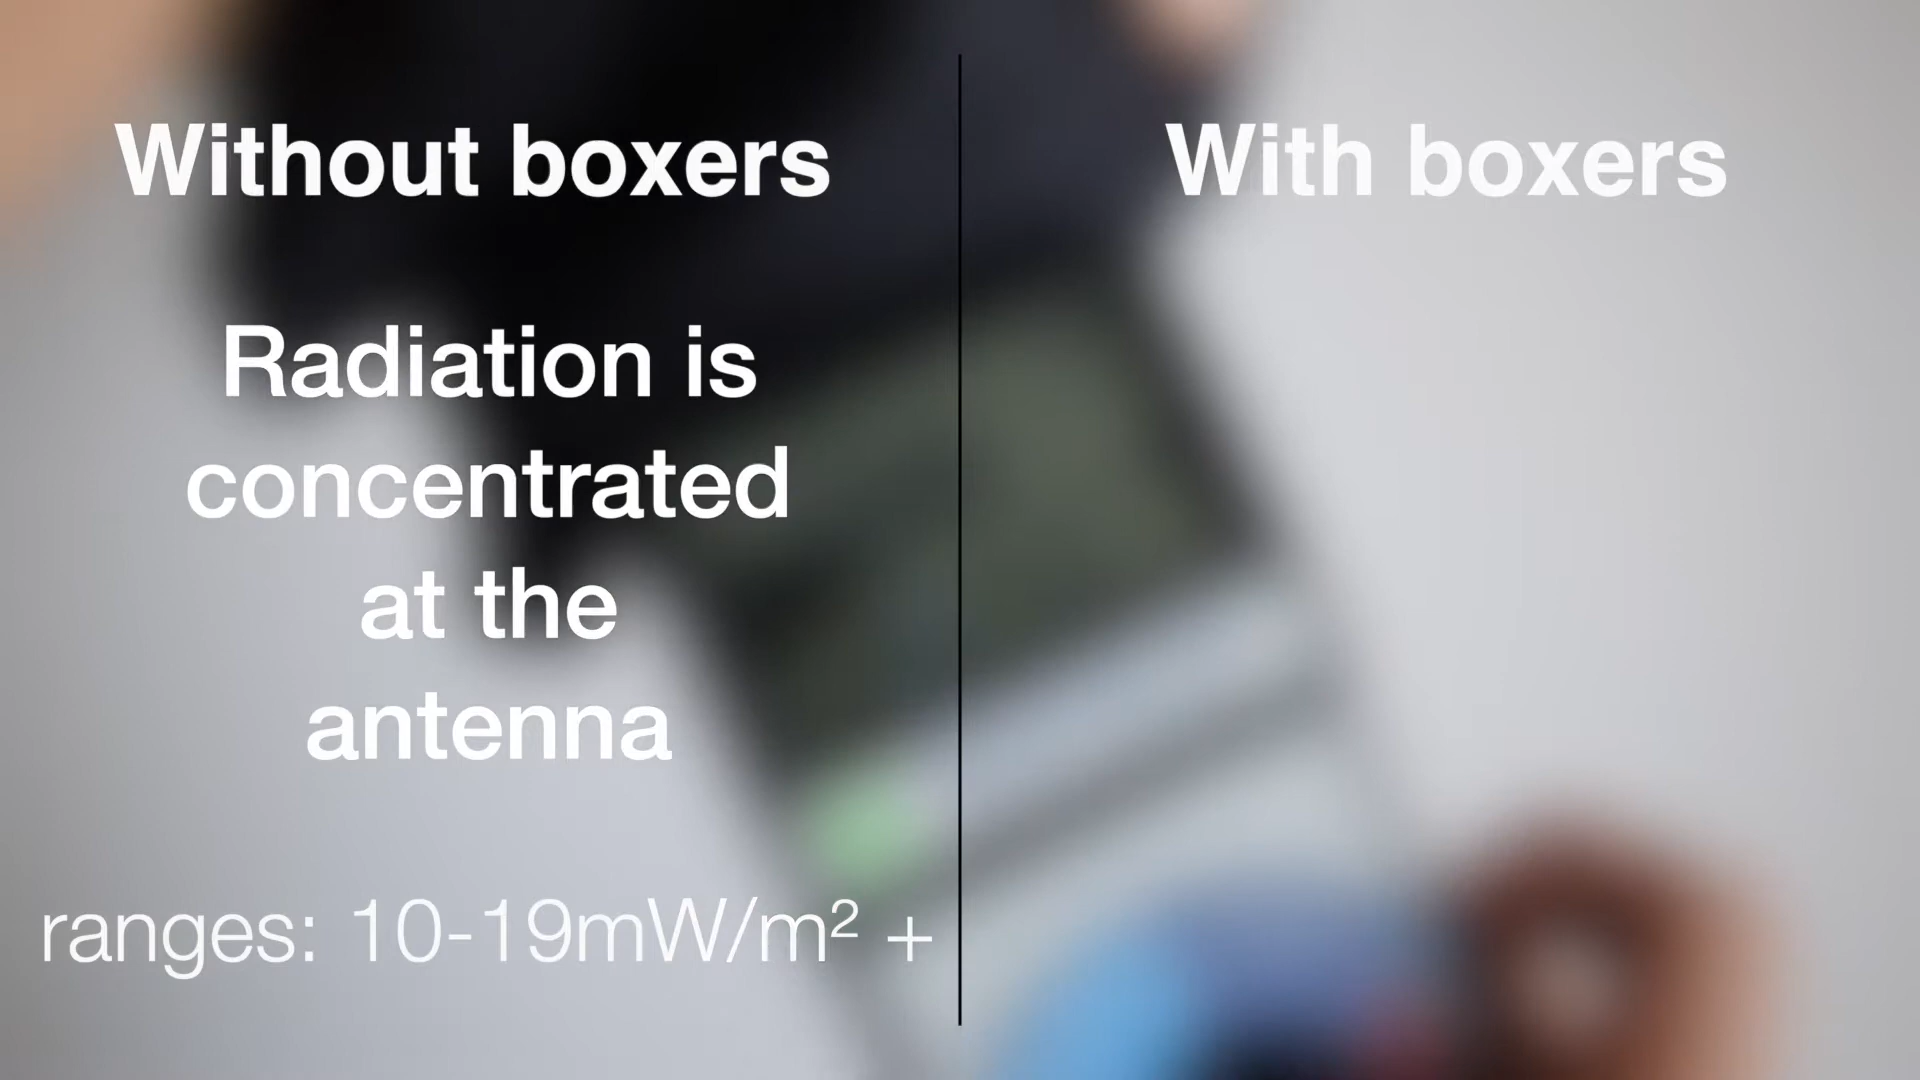 Without boxers
Radiation is
concentrated
at the
antenna
ranges: 10-19mW/m² +
With boxers